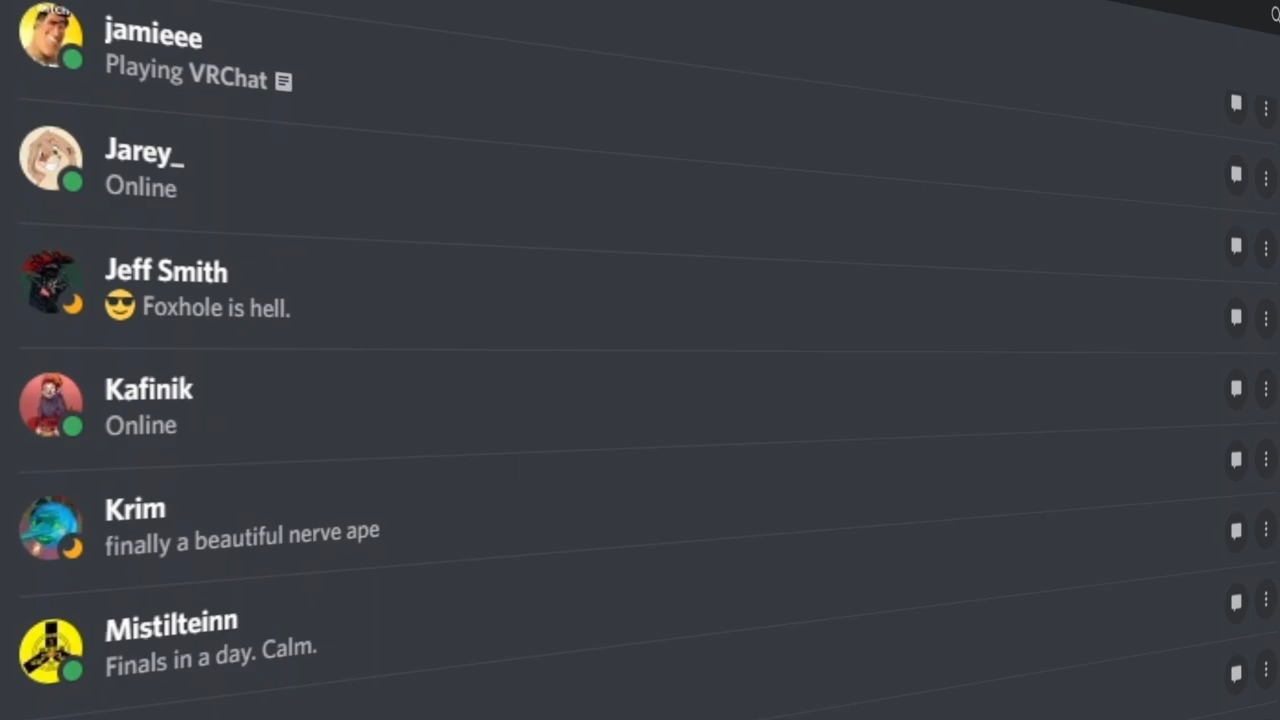 jamieee
Playing VRChat
Jarey_
Online
Jeff Smith
😎 Foxhole is hell.
Kafinik
Online
Krim
finally a beautiful nerve ape
Mistilteinn
Finals in a day. Calm.